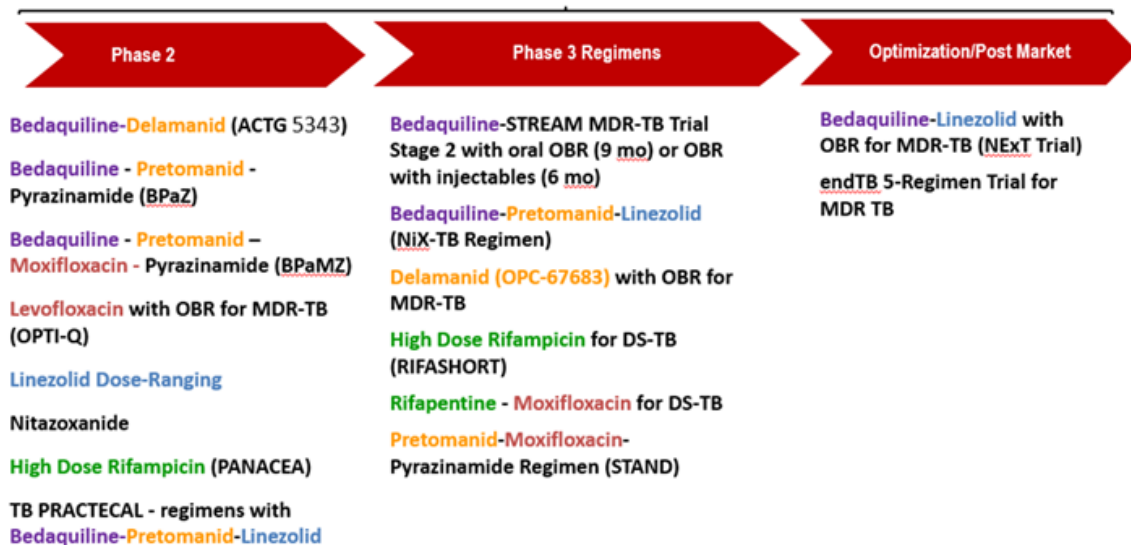 Phase 2
Bedaquiline-Delamanid (ACTG 5343)
Bedaquiline - Pretomanid -
Pyrazinamide (BPaZ)
Bedaquiline - Pretomanid –
Moxifloxacin - Pyrazinamide (BPaMZ)
Levofloxacin with OBR for MDR-TB
(OPTI-Q)
Linezolid Dose-Ranging
Nitazoxanide
High Dose Rifampicin (PANACEA)
TB PRACTECAL - regimens with
Bedaquiline-Pretomanid-Linezolid
Phase 3 Regimens
Bedaquiline-STREAM MDR-TB Trial
Stage 2 with oral OBR (9 mo) or OBR
with injectables (6 mo)
Bedaquiline-Pretomanid-Linezolid
(NiX-TB Regimen)
Delamanid (OPC-67683) with OBR for
MDR-TB
High Dose Rifampicin for DS-TB
(RIFASHORT)
Rifapentine - Moxifloxacin for DS-TB
Pretomanid-Moxifloxacin-
Pyrazinamide Regimen (STAND)
Optimization/Post Market
Bedaquiline-Linezolid with
OBR for MDR-TB (NExT Trial)
endTB 5-Regimen Trial for
MDR TB